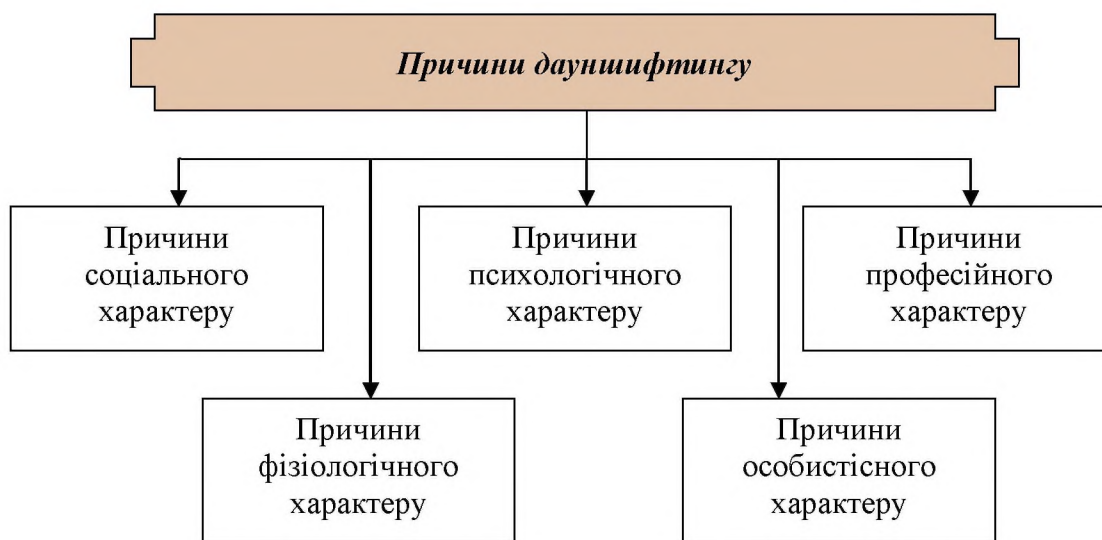 Причини дауншифтингу
Причини
соціального
характеру
Причини
психологічного
характеру
Причини
професійного
характеру
Причини
фізіологічного
характеру
Причини
особистісного
характеру